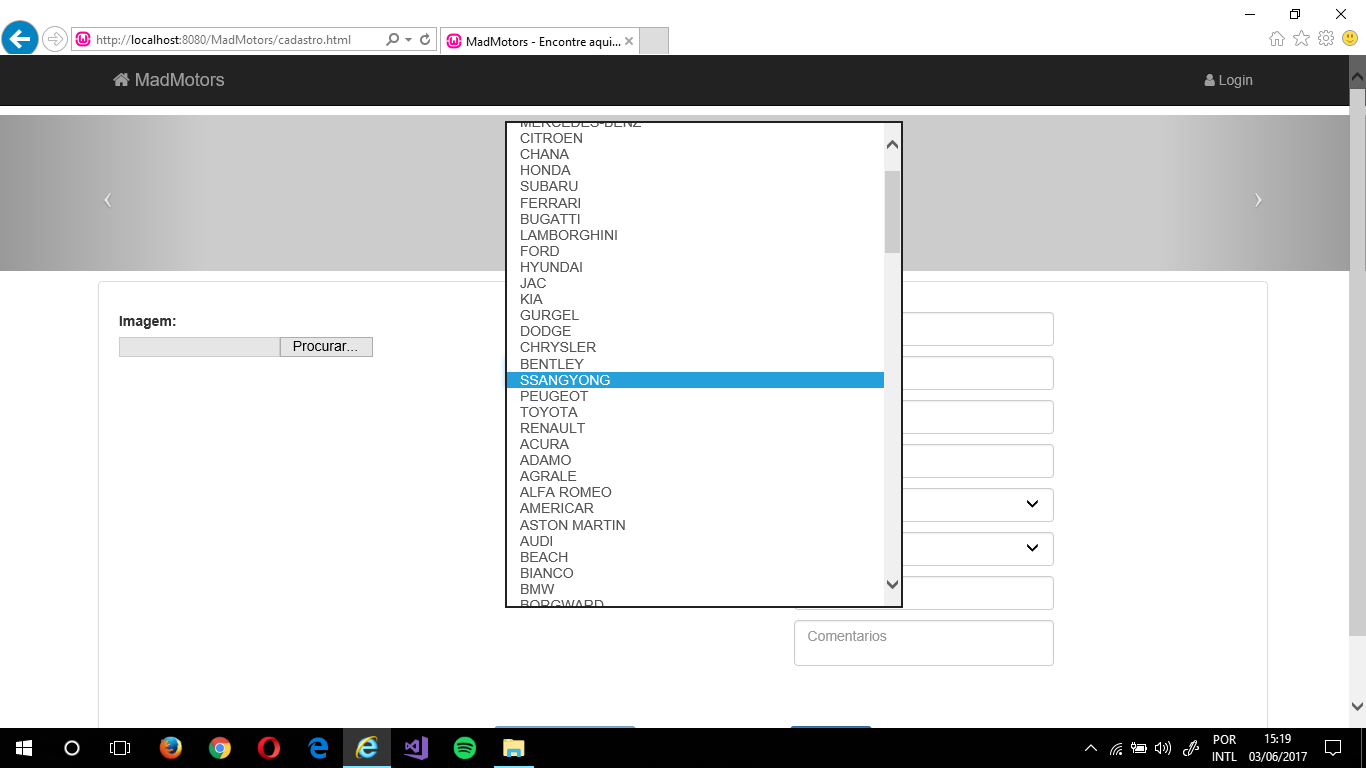 http://localhost:8080/MadMotors/cadastro.html
MadMotors - Encontre aqui...
MadMotors
Login
MERCEDES-BENZ
CITROEN
CHANA
HONDA
SUBARU
FERRARI
BUGATTI
LAMBORGHINI
FORD
HYUNDAI
JAC
KIA
GURGEL
DODGE
CHRYSLER
BENTLEY
SSANGYONG
PEUGEOT
TOYOTA
RENAULT
ACURA
ADAMO
AGRALE
ALFA ROMEO
AMERICAR
ASTON MARTIN
AUDI
BEACH
BIANCO
BMW
BORGWARD
Imagem:
Procurar...
Comentarios
POR
INTL
15:19
03/06/2017